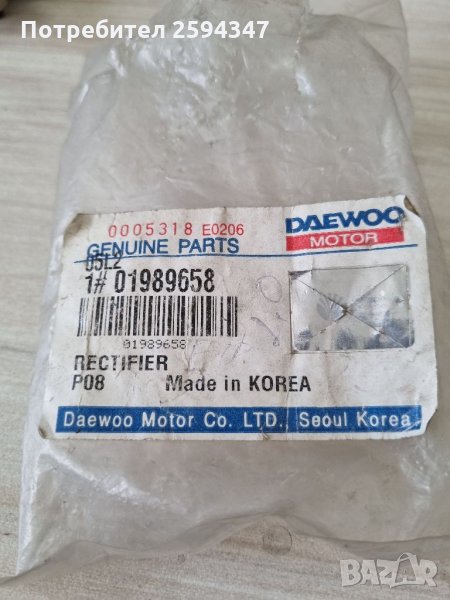 Потребител 2594347
0005318 E0206
GENUINE PARTS
DAEWOO
MOTOR
05L2
1# 01989658
01989658
RECTIFIER
P08 Made in KOREA
Daewoo Motor Co. LTD., Seoul Korea
BAZAR